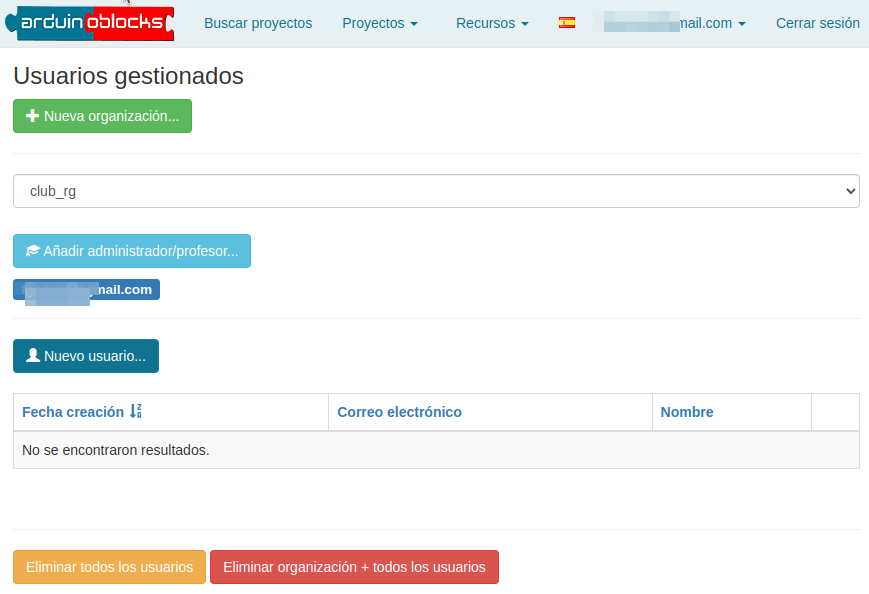 arduinoblocks Buscar proyectos Proyectos Recursos mail.com Cerrar sesión
Usuarios gestionados
Nueva organización...
club_rg
Añadir administrador/profesor...
mail.com
Nuevo usuario...
Fecha creación Correo electrónico Nombre
No se encontraron resultados.
Eliminar todos los usuarios Eliminar organización + todos los usuarios